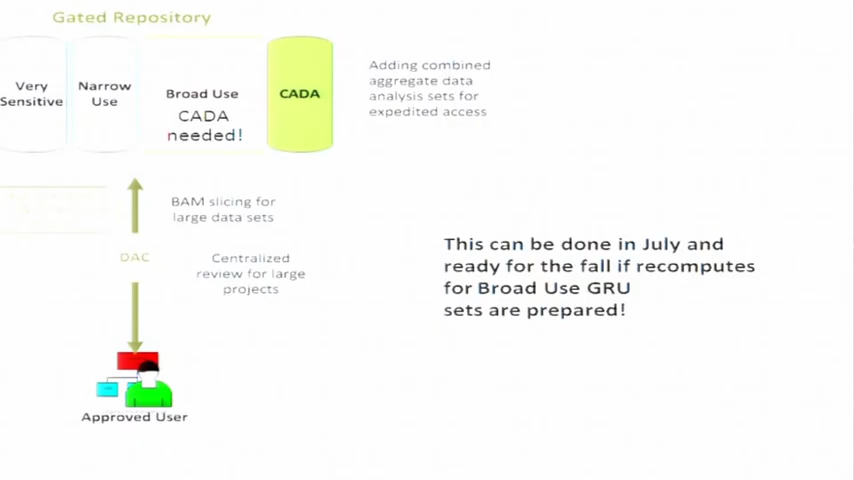 Gated Repository
Very
Sensitive
Narrow
Use
Broad Use
CADA
needed!
CADA
Adding combined
aggregate data
analysis sets for
expedited access
BAM slicing for
large data sets
DAC
Centralized
review for large
projects
This can be done in July and
ready for the fall if recomputes
for Broad Use GRU
sets are prepared!
Approved User